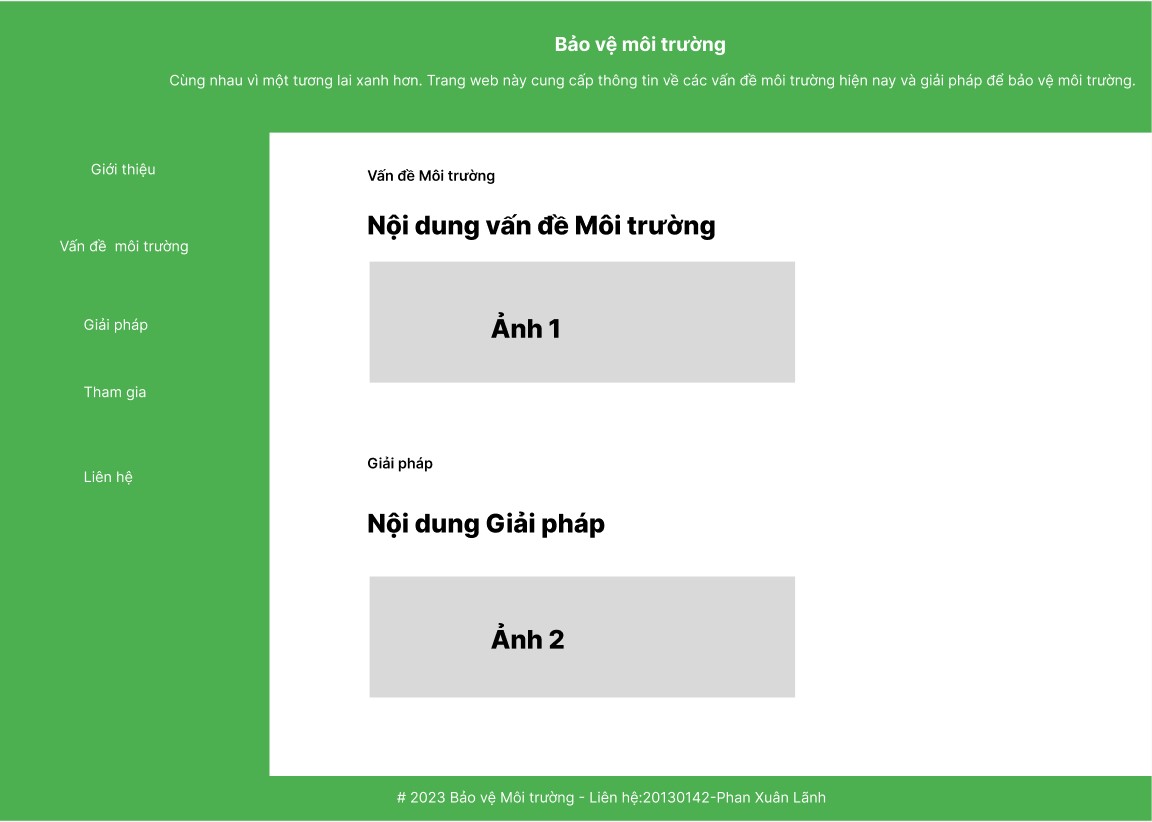 Bảo vệ môi trường
Cùng nhau vì một tương lai xanh hơn. Trang web này cung cấp thông tin về các vấn đề môi trường hiện nay và giải pháp để bảo vệ môi trường.
Giới thiệu
Vấn đề  môi trường
Giải pháp
Tham gia
Liên hệ
Vấn đề Môi trường
Nội dung vấn đề Môi trường
Ảnh 1
Giải pháp
Nội dung Giải pháp
Ảnh 2
# 2023 Bảo vệ Môi trường - Liên hệ:20130142-Phan Xuân Lãnh